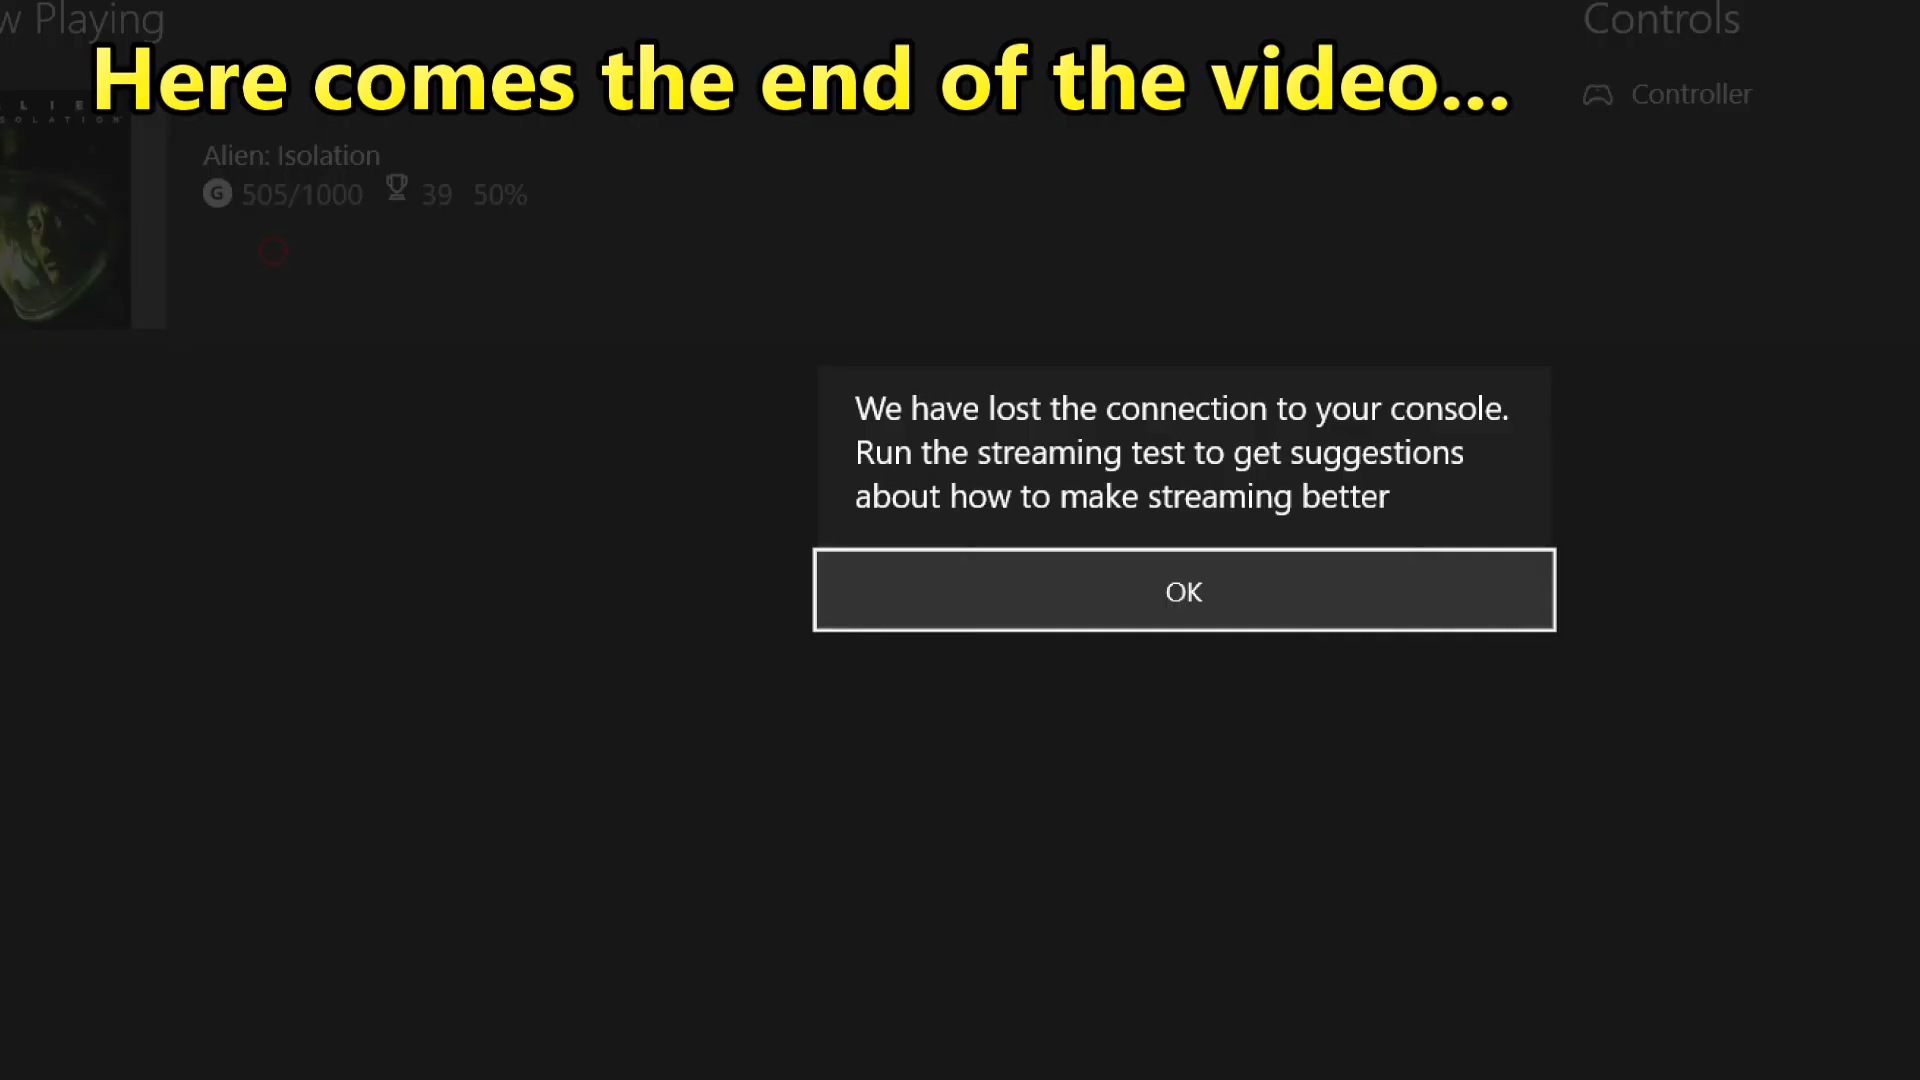 w Playing
Controls
Here comes the end of the video...
Controller
LIE
SOLATION
Alien: Isolation
G 505/1000 39 50%
We have lost the connection to your console.
Run the streaming test to get suggestions
about how to make streaming better
OK